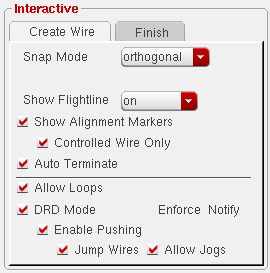 Interactive
Create Wire Finish
Snap Mode orthogonal
Show Flightline on
Show Alignment Markers
Controlled Wire Only
Auto Terminate
Allow Loops
DRD Mode Enforce Notify
Enable Pushing
Jump Wires Allow Jogs